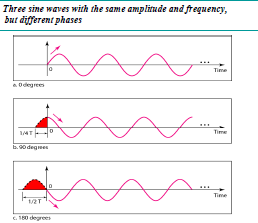 Three sine waves with the same amplitude and frequency,
but different phases
0
Time
a. 0 degrees
0
1/4 T
Time
b. 90 degrees
0
1/2 T
Time
c. 180 degrees